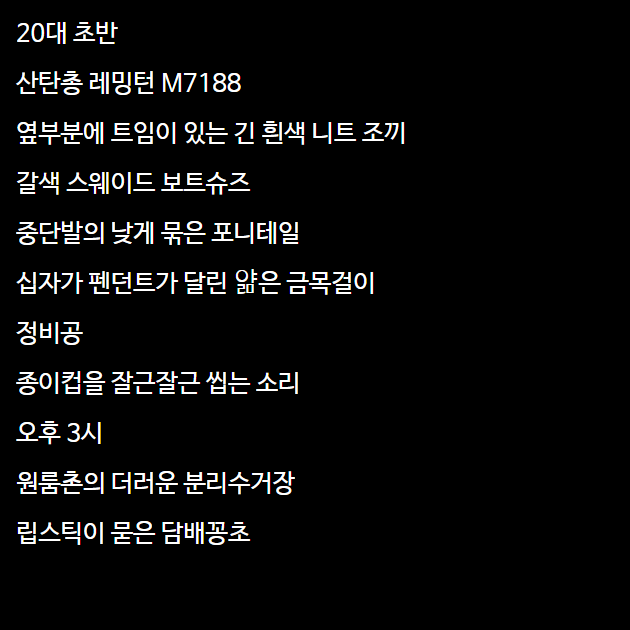 20대 초반
산탄총 레밍턴 M7188
옆부분에 트임이 있는 긴 흰색 니트 조끼
갈색 스웨이드 보트슈즈
중단발의 낮게 묶은 포니테일
십자가 펜던트가 달린 얇은 금목걸이
정비공
종이컵을 잘근잘근 씹는 소리
오후 3시
원룸촌의 더러운 분리수거장
립스틱이 묻은 담배꽁초